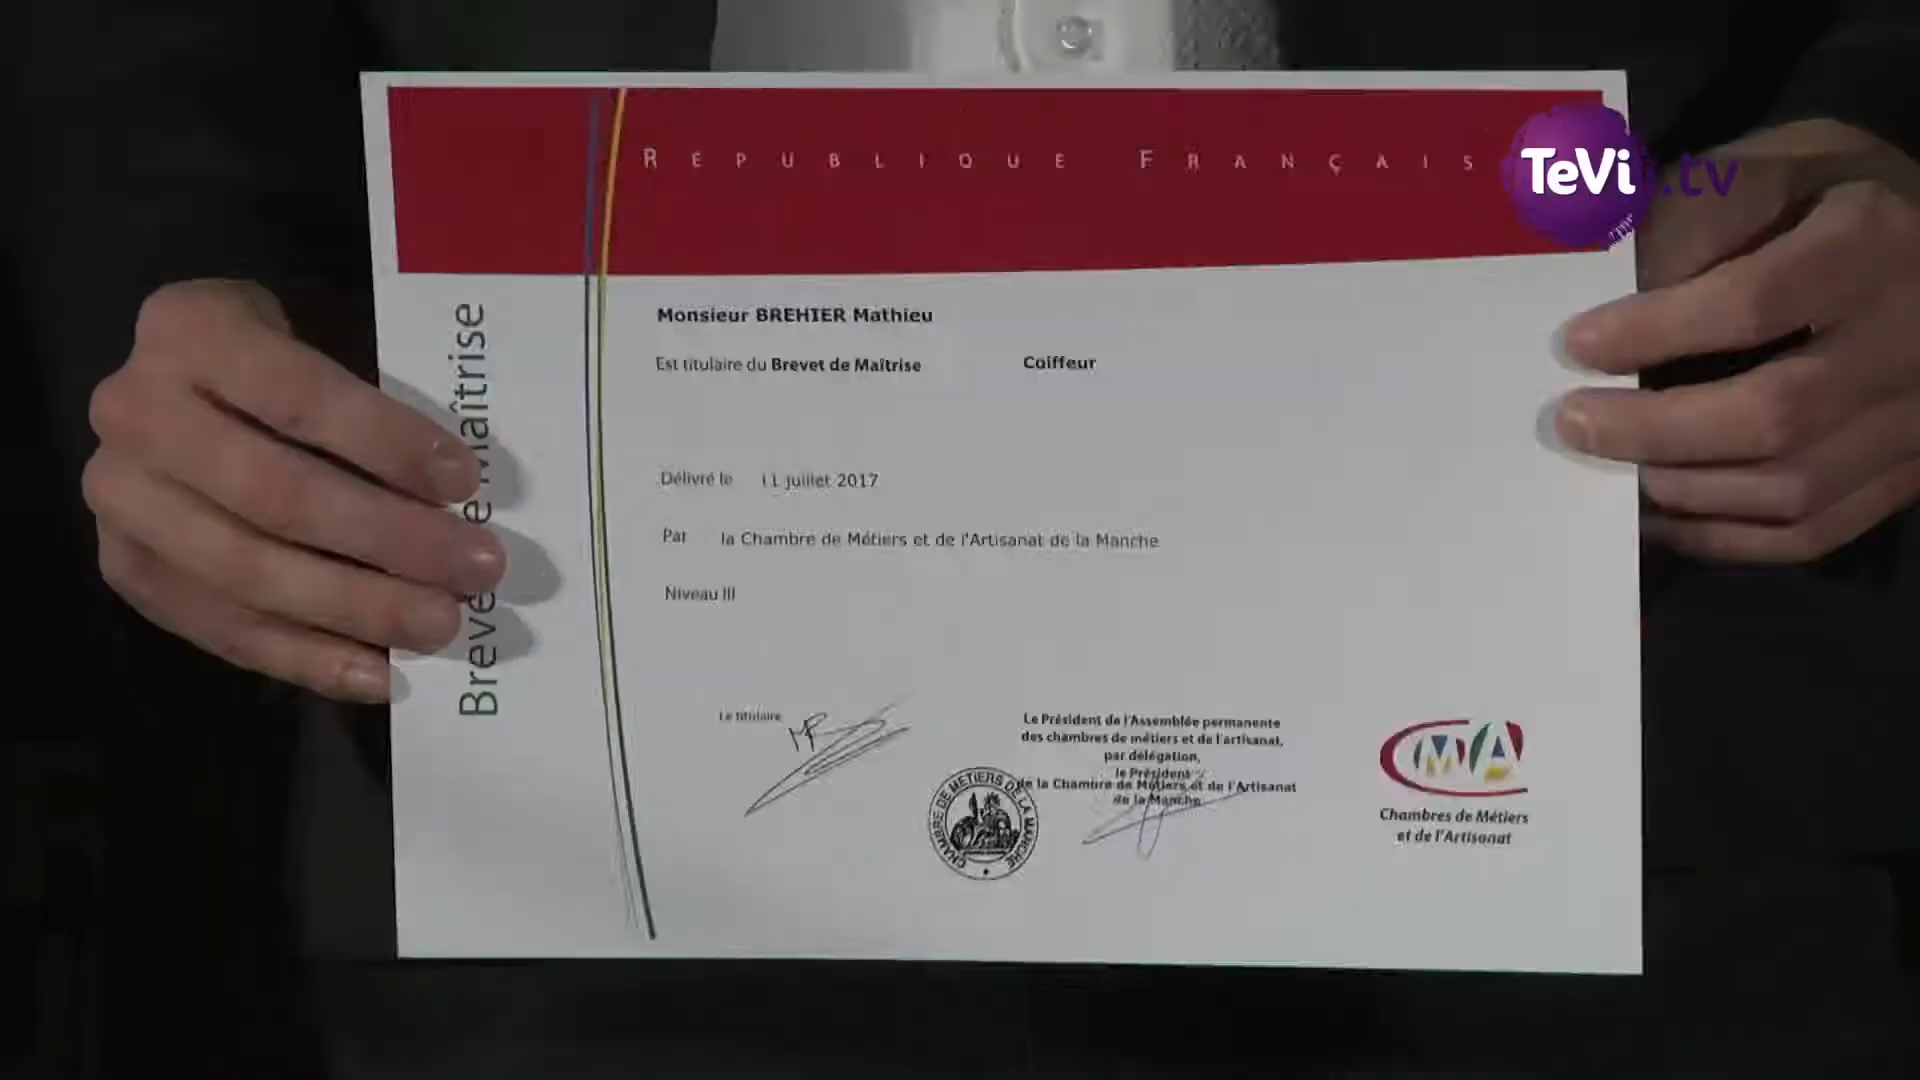 RÉPUBLIQUE FRANÇAIS
TeVi.tv
Monsieur BREHIER Mathieu
Est titulaire du Brevet de Maîtrise Coiffeur
Délivré le 11 juillet 2017
Par la Chambre de Métiers et de l'Artisanat de la Manche
Niveau III
Brevet de Maîtrise
Le titulaire
Le Président de l'Assemblée permanente
des chambres de métiers et de l'artisanat,
par délégation,
le Président
de la Chambre de Métiers et de l'Artisanat
de la Manche
CHAMBRE DE METIERS DE LA MANCHE
CMA
Chambres de Métiers
et de l'Artisanat